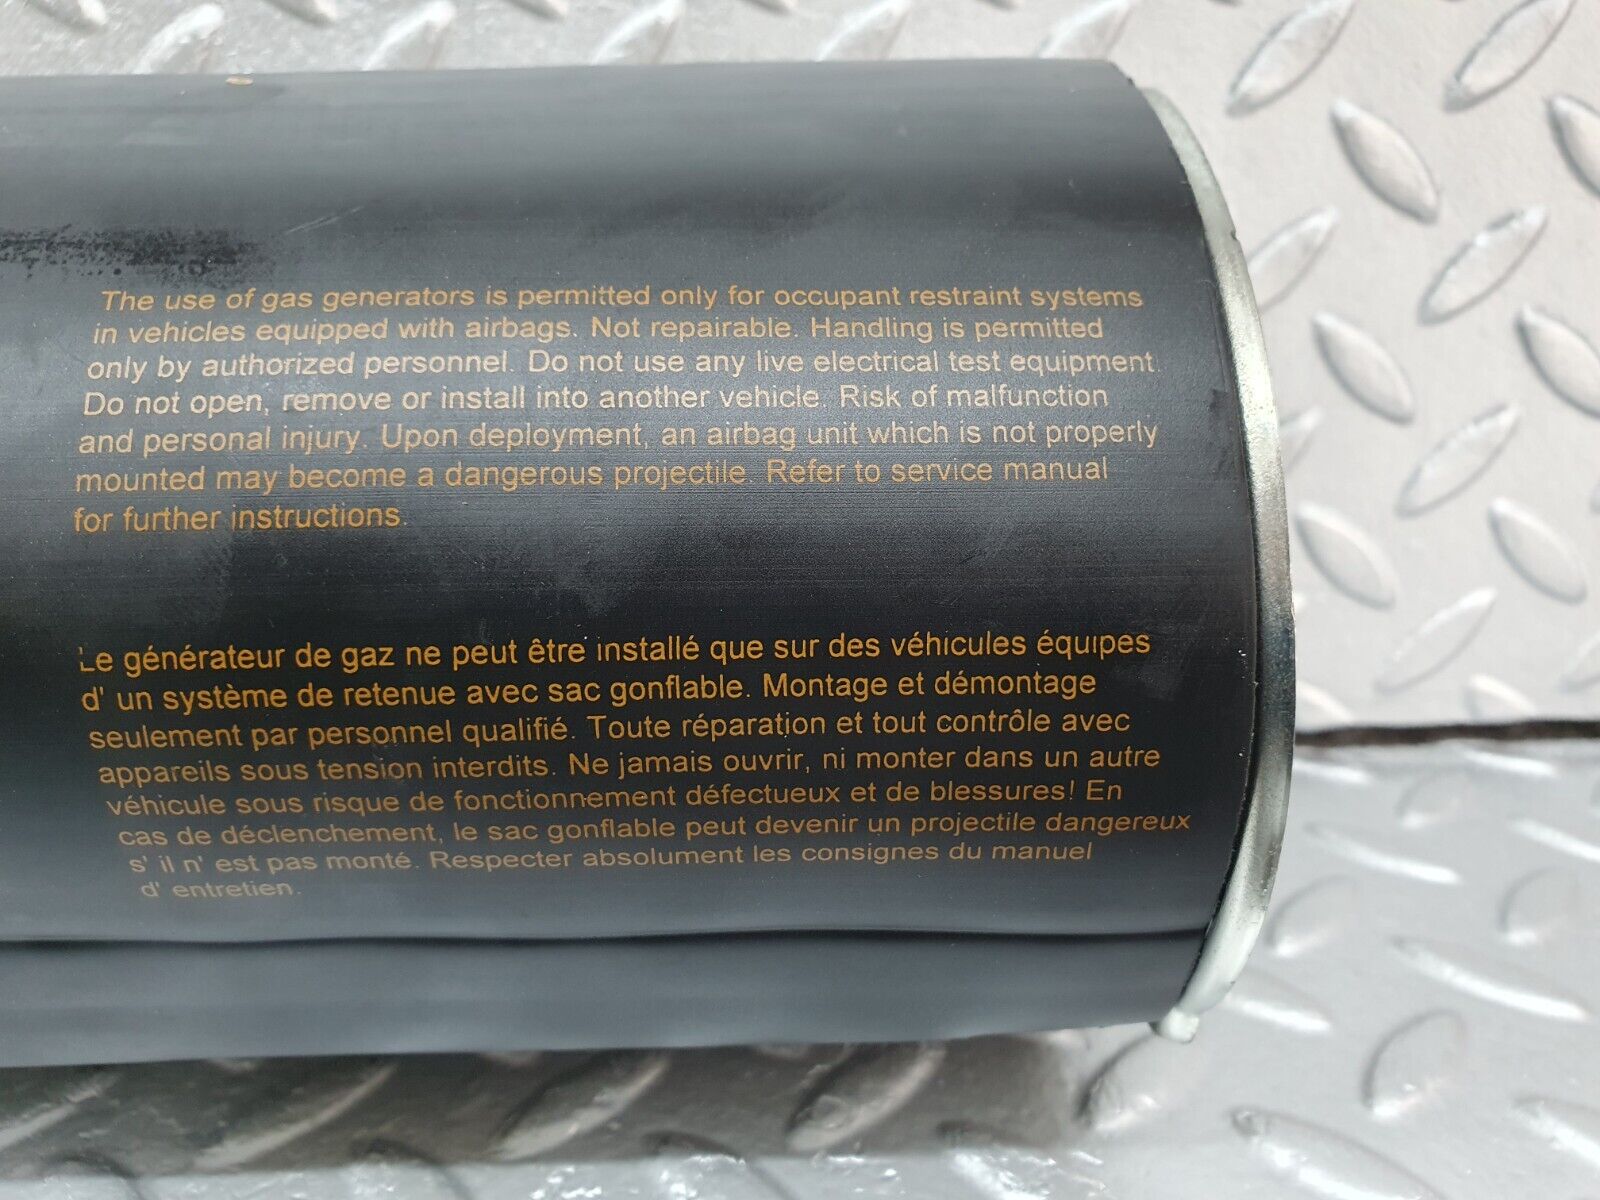 The use of gas generators is permitted only for occupant restraint systems
in vehicles equipped with airbags. Not repairable. Handling is permitted
only by authorized personnel. Do not use any live electrical test equipment.
Do not open, remove or install into another vehicle. Risk of malfunction
and personal injury. Upon deployment, an airbag unit which is not properly
mounted may become a dangerous projectile. Refer to service manual
for further instructions.
Le générateur de gaz ne peut être installé que sur des véhicules équipes
d' un système de retenue avec sac gonflable. Montage et démontage
seulement par personnel qualifié. Toute réparation et tout contrôle avec
appareils sous tension interdits. Ne jamais ouvrir, ni monter dans un autre
véhicule sous risque de fonctionnement défectueux et de blessures! En
cas de déclenchement, le sac gonflable peut devenir un projectile dangereux
s' il n' est pas monté. Respecter absolument les consignes du manuel
d' entretien.